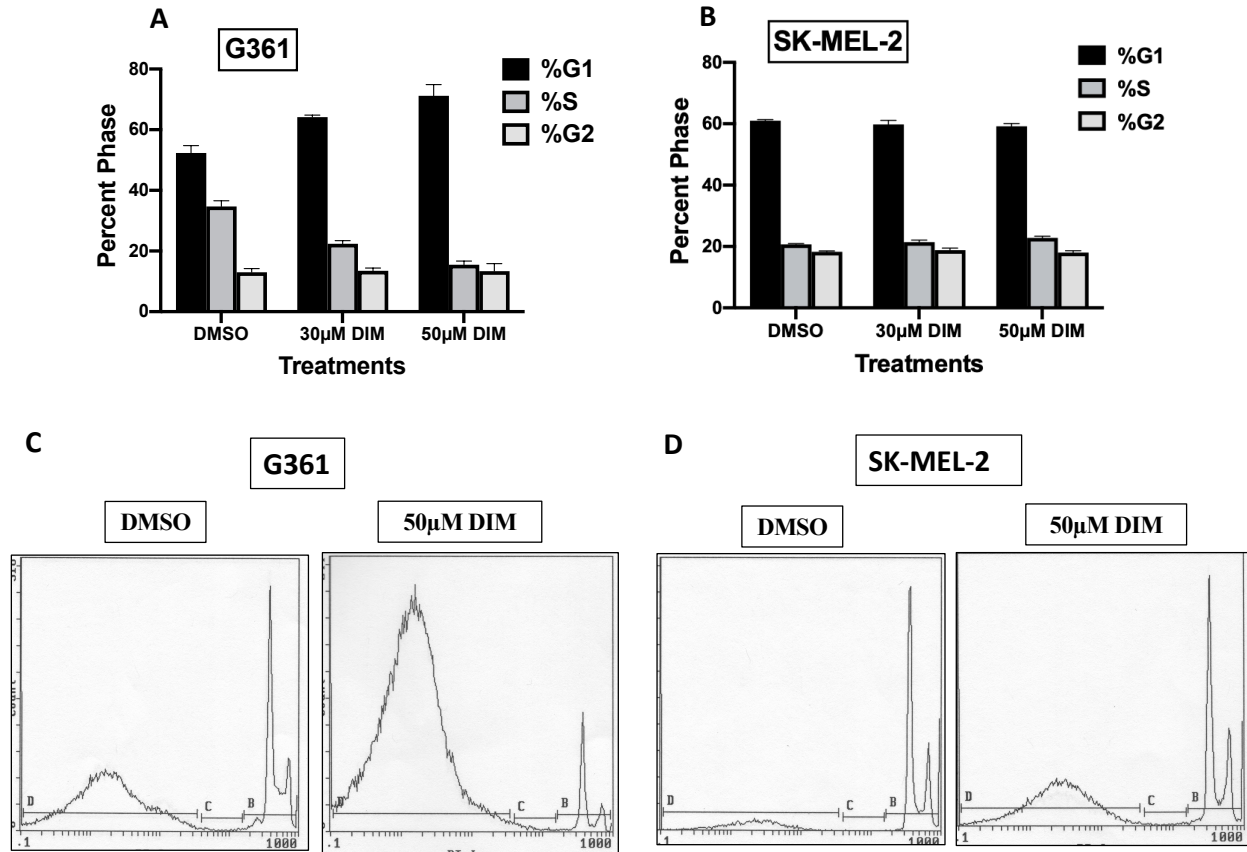 A
G361
80
60
40
20
0
Percent Phase
%G1
%S
%G2
DMSO
30µM DIM
50µM DIM
Treatments
B
SK-MEL-2
80
60
40
20
0
Percent Phase
%G1
%S
%G2
DMSO
30µM DIM
50µM DIM
Treatments
C
G361
DMSO
50µM DIM
D
C
B
.1
1000
C
B
.1
1000
D
SK-MEL-2
DMSO
50µM DIM
D
C
B
.1
1000
D
C
B
.1
1000